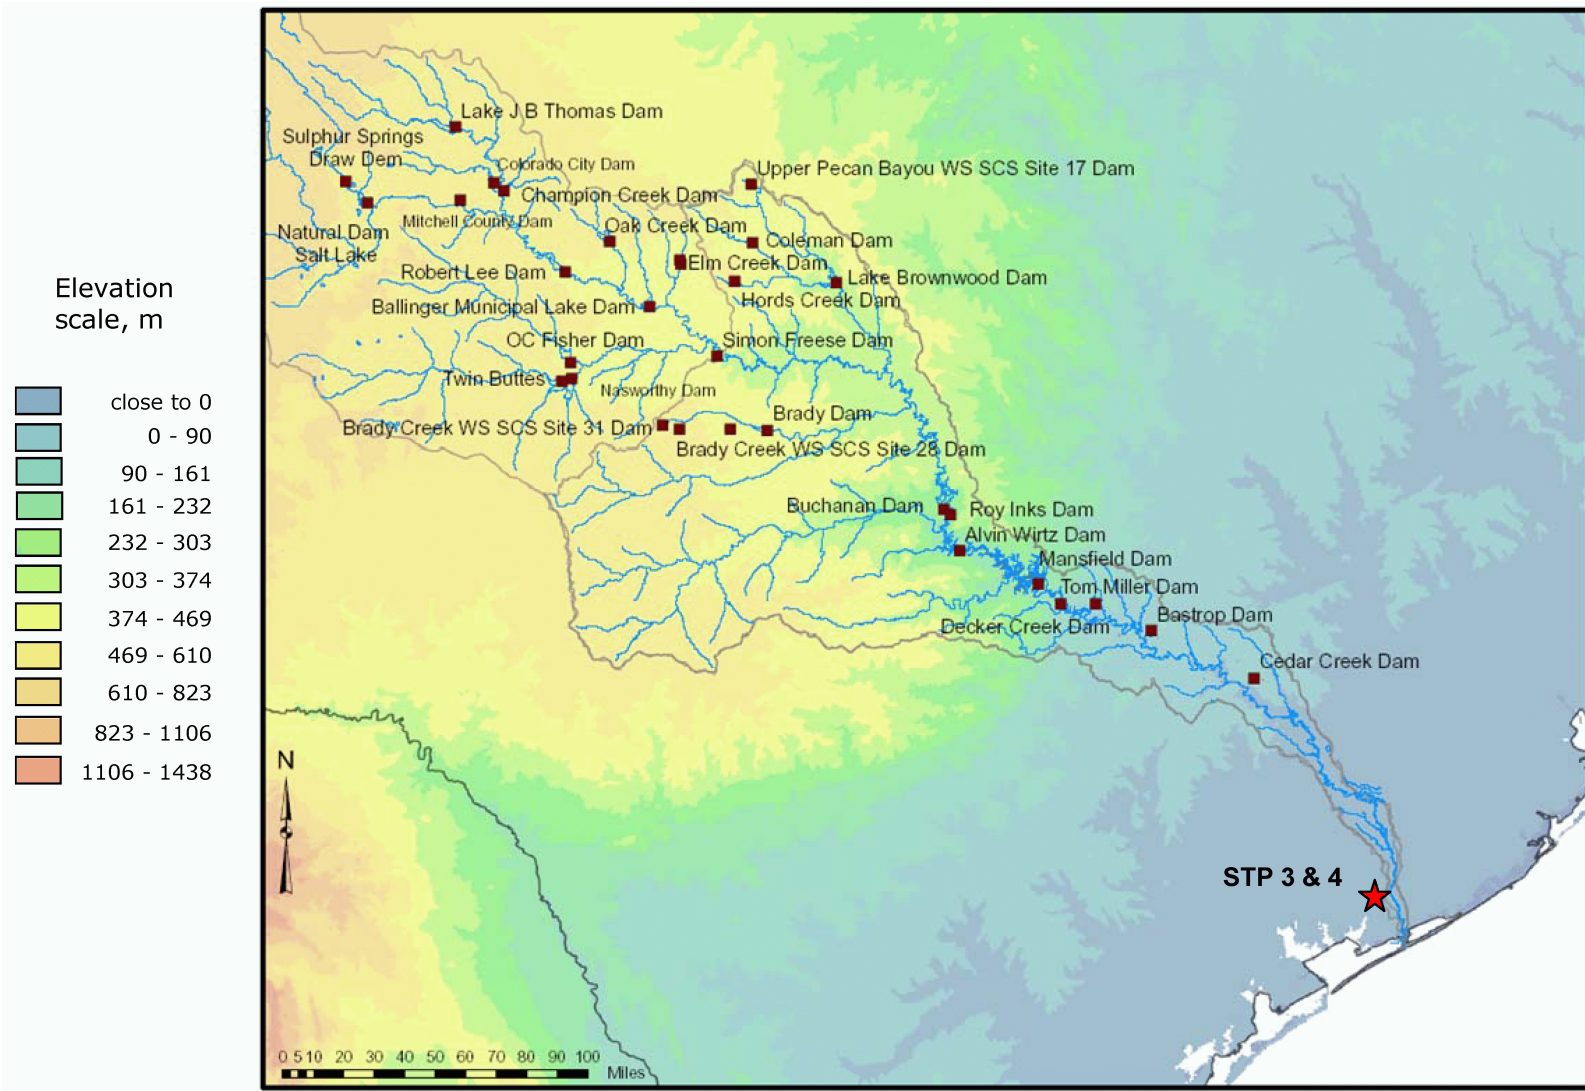 Lake J B Thomas Dam
Sulphur Springs
Draw Dem
Colorado City Dam
Upper Pecan Bayou WS SCS Site 17 Dam
Champion Creek Dam
Mitchell County Dam
Natural Dam
Salt Lake
Oak Creek Dam
Coleman Dam
Elm Creek Dam
Robert Lee Dam
Lake Brownwood Dam
Hords Creek Dam
Ballinger Municipal Lake Dam
OC Fisher Dam
Simon Freese Dam
Twin Buttes
Nasworthy Dam
Brady Dam
Brady Creek WS SCS Site 31 Dam
Brady Creek WS SCS Site 28 Dam
Buchanan Dam
Roy Inks Dam
Alvin Wirtz Dam
Mansfield Dam
Tom Miller Dam
Decker Creek Dam
Bastrop Dam
Cedar Creek Dam
STP 3 & 4
Elevation
scale, m
close to 0
0 - 90
90 - 161
161 - 232
232 - 303
303 - 374
374 - 469
469 - 610
610 - 823
823 - 1106
1106 - 1438
N
0 5 10 20 30 40 50 60 70 80 90 100
Miles